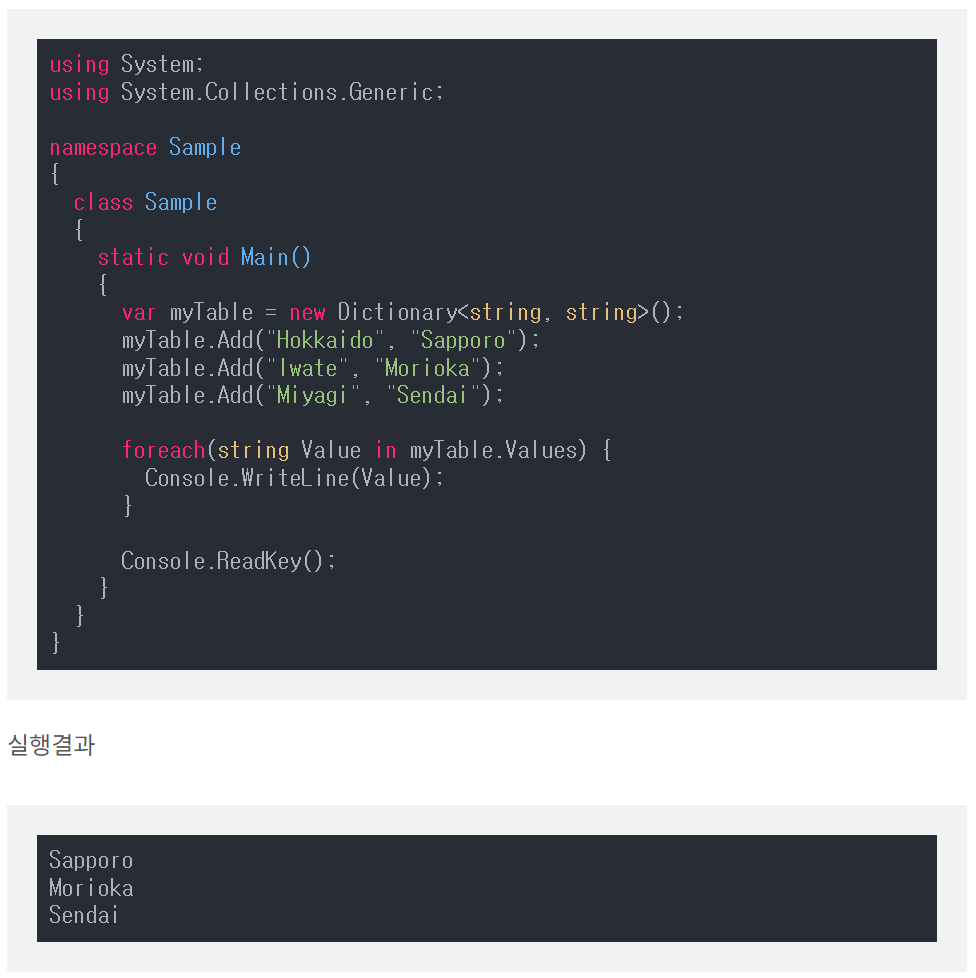 using System;
using System.Collections.Generic;

namespace Sample
{
  class Sample
  {
    static void Main()
    {
      var myTable = new Dictionary<string, string>();
      myTable.Add("Hokkaido", "Sapporo");
      myTable.Add("Iwate", "Morioka");
      myTable.Add("Miyagi", "Sendai");

      foreach(string Value in myTable.Values) {
        Console.WriteLine(Value);
      }

      Console.ReadKey();
    }
  }
}
실행결과
Sapporo
Morioka
Sendai